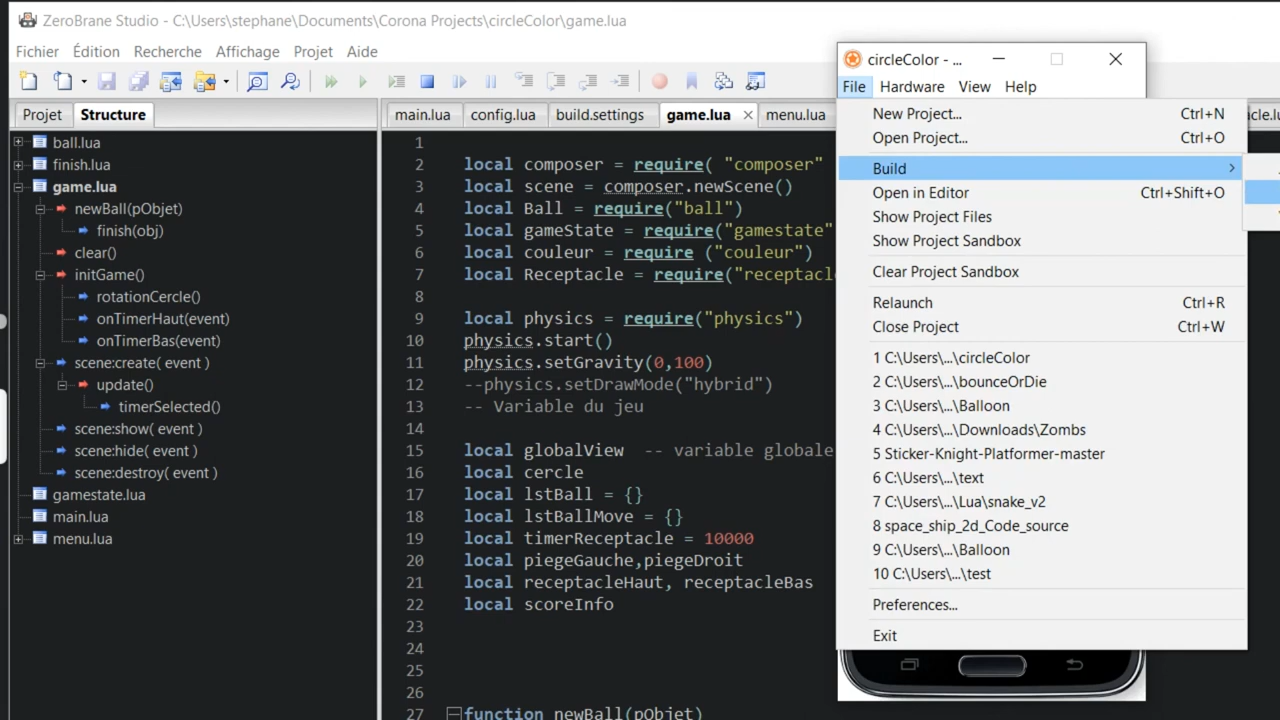 ZeroBrane Studio - C:\Users\stephane\Documents\Corona Projects\circleColor\game.lua
Fichier Édition Recherche Affichage Projet Aide
Projet Structure
ball.lua
finish.lua
game.lua
newBall(pObjet)
finish(obj)
clear()
initGame()
rotationCercle()
onTimerHaut(event)
onTimerBas(event)
scene:create( event )
update()
timerSelected()
scene:show( event )
scene:hide( event )
scene:destroy( event )
gamestate.lua
main.lua
menu.lua
main.lua config.lua build.settings game.lua menu.lua
1
2 local composer = require( "composer"
3 local scene = composer.newScene()
4 local Ball = require("ball")
5 local gameState = require("gamestate"
6 local couleur = require ("couleur")
7 local Receptacle = require("receptacl
8
9 local physics = require("physics")
10 physics.start()
11 physics.setGravity(0,100)
12 --physics.setDrawMode("hybrid")
13 -- Variable du jeu
14
15 local globalView -- variable globale
16 local cercle
17 local lstBall = {}
18 local lstBallMove = {}
19 local timerReceptacle = 10000
20 local piegeGauche,piegeDroit
21 local receptacleHaut, receptacleBas
22 local scoreInfo
23
24
25
26
27 function newBall(pObjet)
circleColor - ...
File Hardware View Help
New Project... Ctrl+N
Open Project... Ctrl+O
Build
Open in Editor Ctrl+Shift+O
Show Project Files
Show Project Sandbox
Clear Project Sandbox
Relaunch Ctrl+R
Close Project Ctrl+W
1 C:\Users\...\circleColor
2 C:\Users\...\bounceOrDie
3 C:\Users\...\Balloon
4 C:\Users\...\Downloads\Zombs
5 Sticker-Knight-Platformer-master
6 C:\Users\...\text
7 C:\Users\...\Lua\snake_v2
8 space_ship_2d_Code_source
9 C:\Users\...\Balloon
10 C:\Users\...\test
Preferences...
Exit